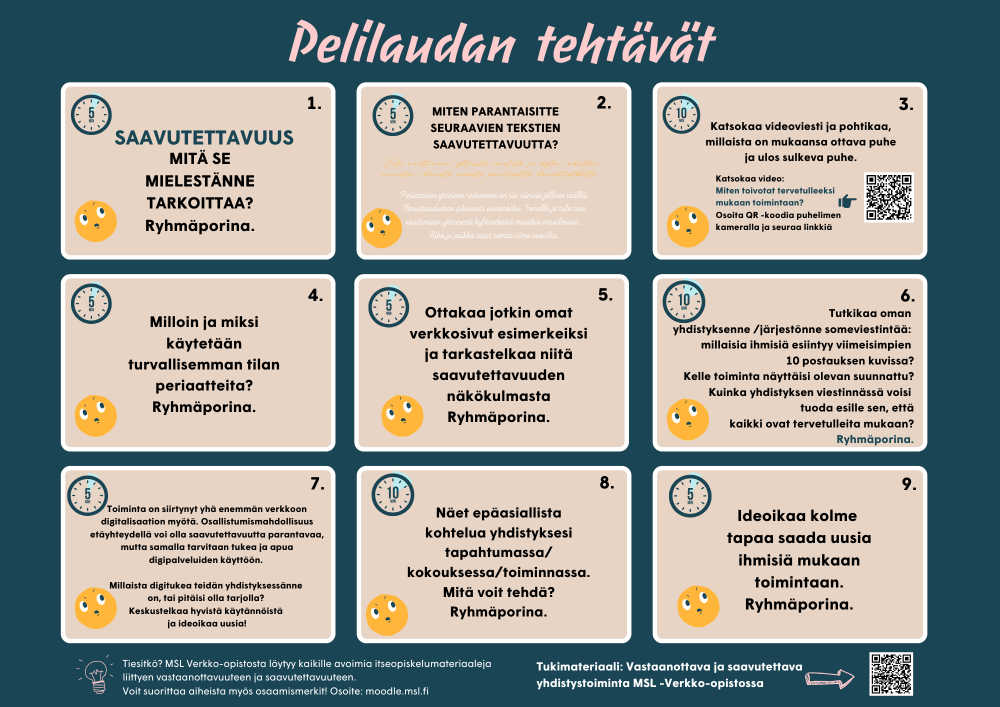 Pelilaudan tehtävät
5
MIN
1.
SAAVUTETTAVUUS
MITÄ SE
MIELESTÄNNE
TARKOITTAA?
Ryhmäporina.
5
MIN
2.
MITEN PARANTAISITTE
SEURAAVIEN TEKSTIEN
SAAVUTETTAVUUTTA?
Tule nauttimaan yhteisistä sävelistä ja kylän oikeitten
immeisten ihanasta seurasta perinteisellä konserttiretkellä.
Perinteinen yhteinen retkemme on siis viimein jälleen täällä.
Ilmoittauduthan pikaisesti esimerkiksi Irmalle ja tule taas
nauttimaan yhteisestä kyläretkestä musiikin maailmaan.
Aika ja paikka tutut samat viime vuosilta.
10
MIN
3.
Katsokaa videoviesti ja pohtikaa,
millaista on mukaansa ottava puhe
ja ulos sulkeva puhe.
Katsokaa video:
Miten toivotat tervetulleeksi
mukaan toimintaan?
Osoita QR -koodia puhelimen
kameralla ja seuraa linkkiä
5
MIN
4.
Milloin ja miksi
käytetään
turvallisemman tilan
periaatteita?
Ryhmäporina.
5
MIN
5.
Ottakaa jotkin omat
verkkosivut esimerkeiksi
ja tarkastelkaa niitä
saavutettavuuden
näkökulmasta
Ryhmäporina.
10
MIN
6.
Tutkikaa oman
yhdistyksenne /järjestönne someviestintää:
millaisia ihmisiä esiintyy viimeisimpien
10 postauksen kuvissa?
Kelle toiminta näyttäisi olevan suunnattu?
Kuinka yhdistyksen viestinnässä voisi
tuoda esille sen, että
kaikki ovat tervetulleita mukaan?
Ryhmäporina.
5
MIN
7.
Toiminta on siirtynyt yhä enemmän verkkoon
digitalisaation myötä. Osallistumismahdollisuus
etäyhteydellä voi olla saavutettavuutta parantavaa,
mutta samalla tarvitaan tukea ja apua
digipalveluiden käyttöön.
Millaista digitukea teidän yhdistyksessänne
on, tai pitäisi olla tarjolla?
Keskustelkaa hyvistä käytännöistä
ja ideoikaa uusia!
10
MIN
8.
Näet epäasiallista
kohtelua yhdistyksesi
tapahtumassa/
kokouksessa/toiminnassa.
Mitä voit tehdä?
Ryhmäporina.
5
MIN
9.
Ideoikaa kolme
tapaa saada uusia
ihmisiä mukaan
toimintaan.
Ryhmäporina.
Tiesitkö? MSL Verkko-opistosta löytyy kaikille avoimia itseopiskelumateriaaleja
liittyen vastaanottavuuteen ja saavutettavuuteen.
Voit suorittaa aiheista myös osaamismerkit! Osoite: moodle.msl.fi
Tukimateriaali: Vastaanottava ja saavutettava
yhdistystoiminta MSL -Verkko-opistossa